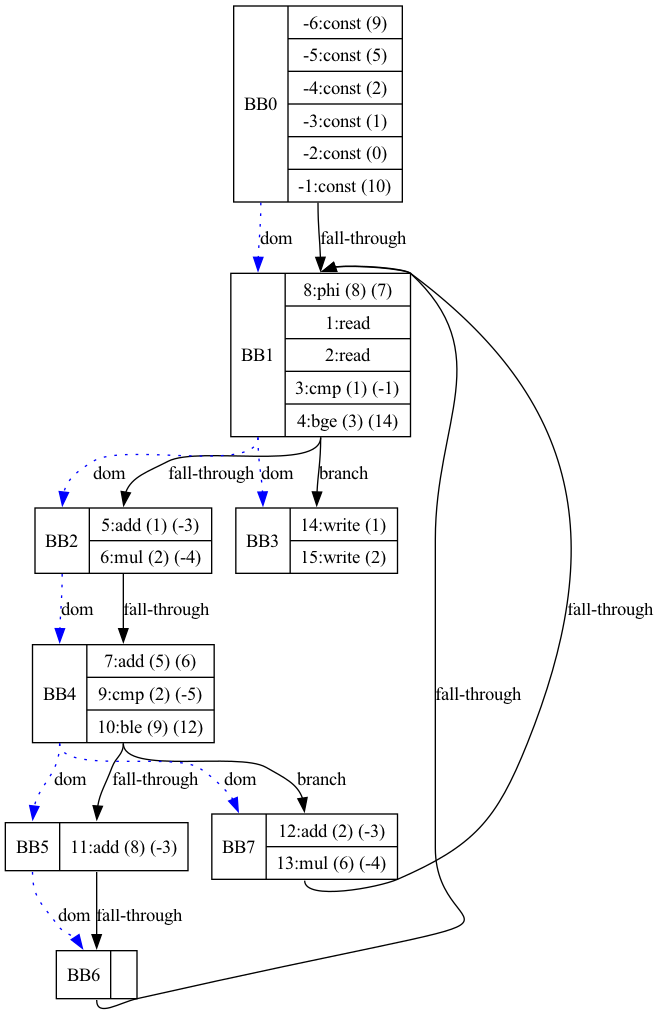 BB0
-6:const (9)
-5:const (5)
-4:const (2)
-3:const (1)
-2:const (0)
-1:const (10)
dom
fall-through
BB1
8:phi (8) (7)
1:read
2:read
3:cmp (1) (-1)
4:bge (3) (14)
dom
fall-through
dom
branch
BB2
5:add (1) (-3)
6:mul (2) (-4)
BB3
14:write (1)
15:write (2)
dom
fall-through
fall-through
BB4
7:add (5) (6)
9:cmp (2) (-5)
10:ble (9) (12)
fall-through
dom
fall-through
dom
branch
BB5
11:add (8) (-3)
BB7
12:add (2) (-3)
13:mul (6) (-4)
dom
fall-through
BB6